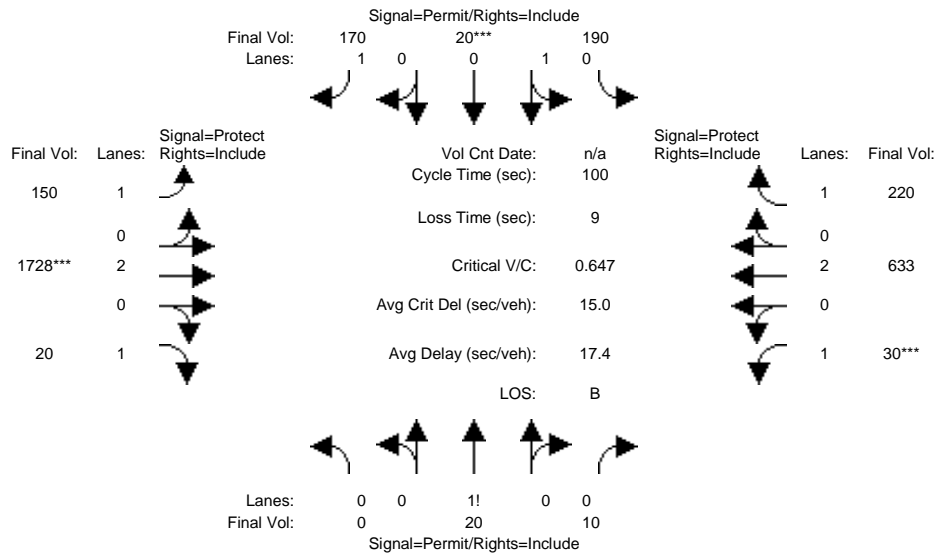 Signal=Permit/Rights=Include
Final Vol: 170 20*** 190
Lanes: 1 0 0 1 0
Signal=Protect
Final Vol: Lanes: Rights=Include
Vol Cnt Date: n/a
Signal=Protect
Rights=Include Lanes: Final Vol:
Cycle Time (sec): 100
150 1
1 220
Loss Time (sec): 9
0
0
1728*** 2
Critical V/C: 0.647
2 633
0
Avg Crit Del (sec/veh): 15.0
0
20 1
Avg Delay (sec/veh): 17.4
1 30***
LOS: B
Lanes: 0 0 1! 0 0
Final Vol: 0 20 10
Signal=Permit/Rights=Include